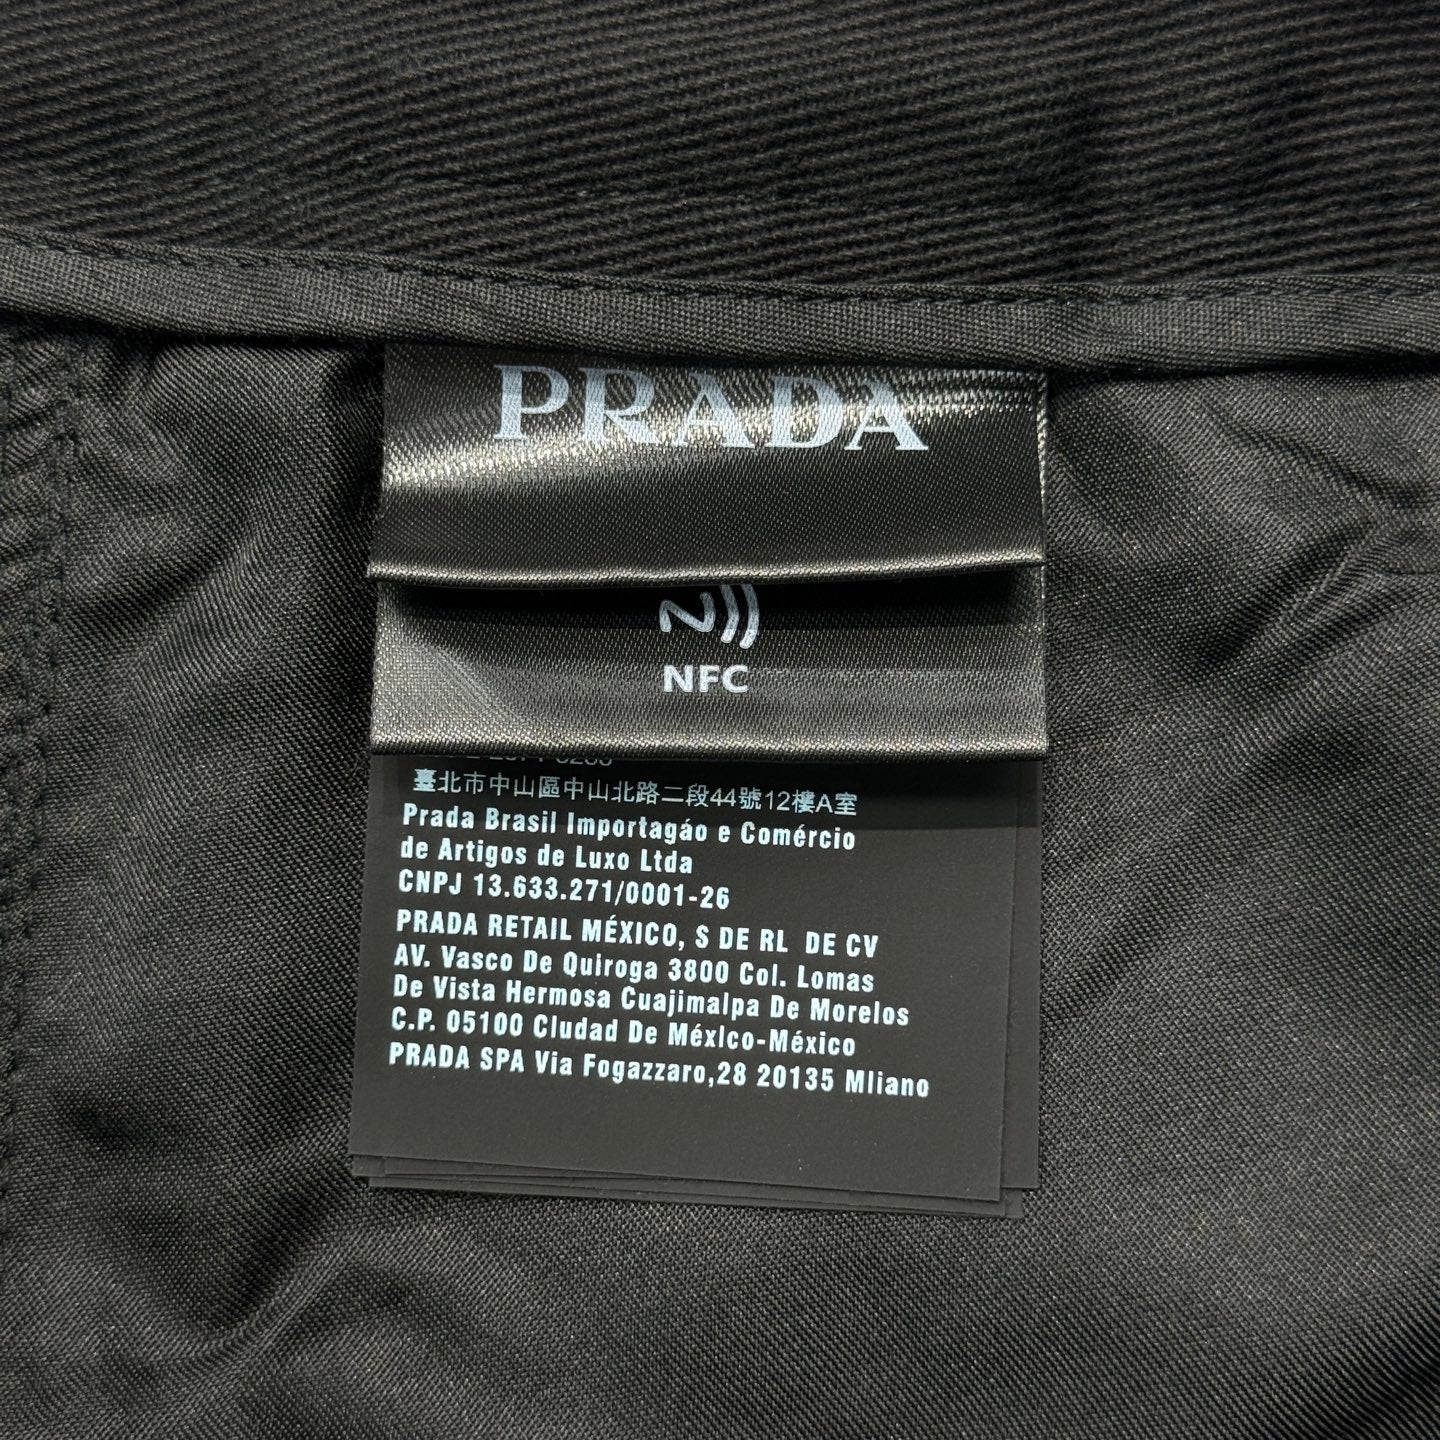 PRADA
NFC
臺北市中山區中山北路二段44號12樓A室
Prada Brasil Importagáo e Comércio
de Artigos de Luxo Ltda
CNPJ 13.633.271/0001-26
PRADA RETAIL MÉXICO, S DE RL DE CV
AV. Vasco De Quiroga 3800 Col. Lomas
De Vista Hermosa Cuajimalpa De Morelos
C.P. 05100 Cludad De Méxlco-México
PRADA SPA Via Fogazzaro,28 20135 Mliano